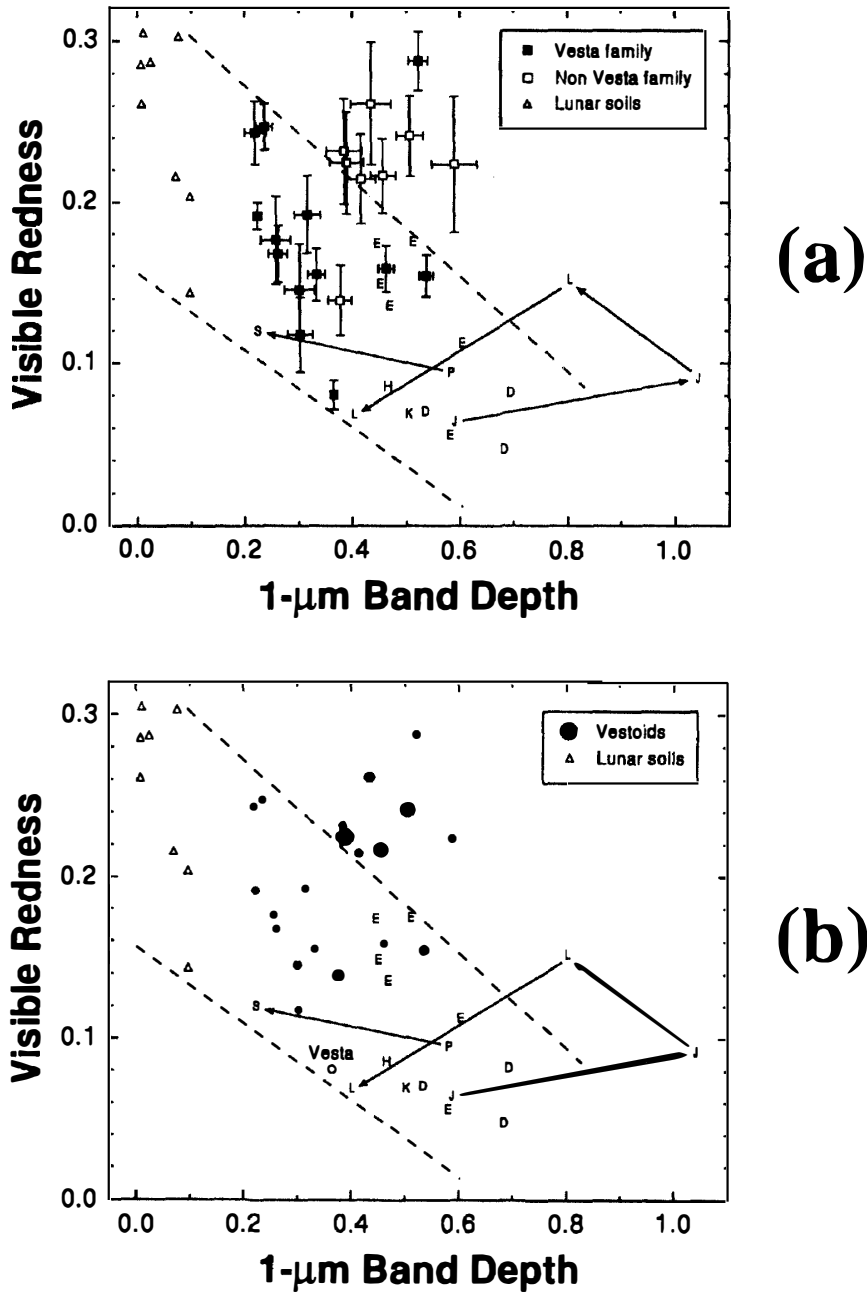 0.3
0.2
0.1
0.0
Visible Redness
Vesta family
Non Vesta family
Lunar soils
E E
E
E
E
L
S
P
J
H
L
K
D
J
D
E
D
0.0 0.2 0.4 0.6 0.8 1.0
1-μm Band Depth
(a)
0.3
0.2
0.1
0.0
Visible Redness
Vestoids
Lunar soils
E E
E
E
E
L
S
P
J
Vesta
H
L
K
D
J
D
E
D
0.0 0.2 0.4 0.6 0.8 1.0
1-μm Band Depth
(b)